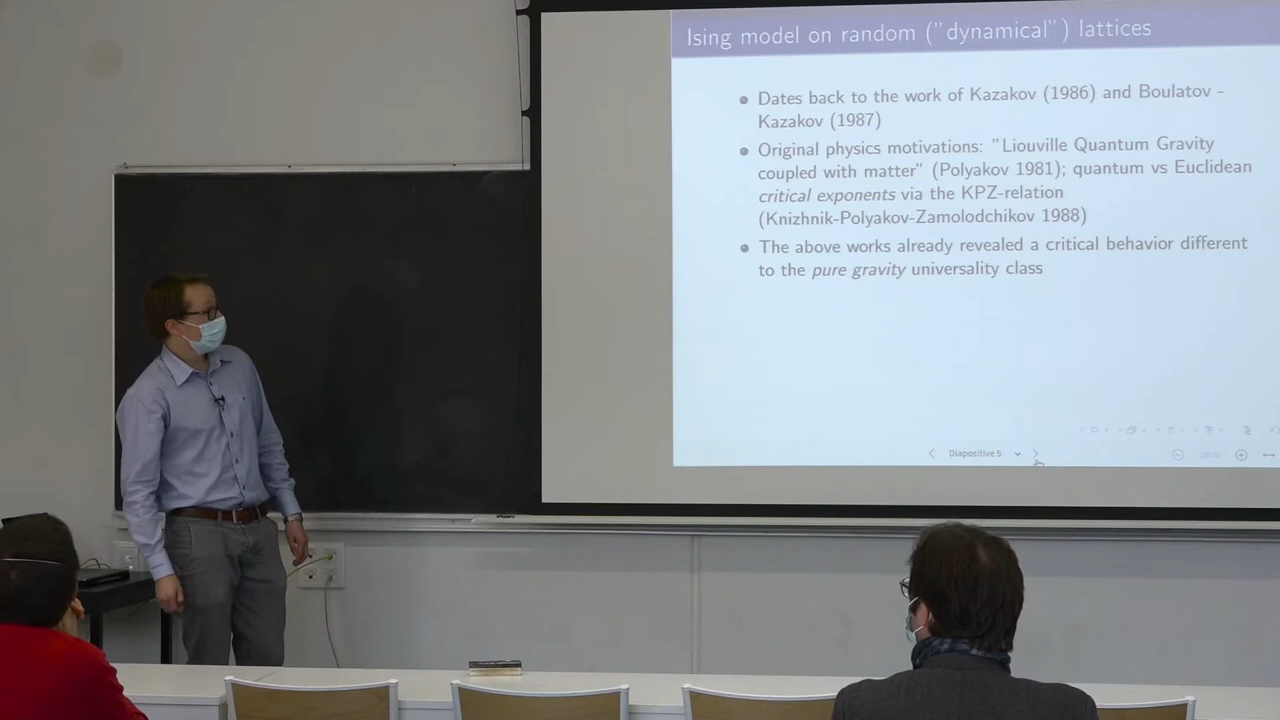 Ising model on random ("dynamical") lattices
Dates back to the work of Kazakov (1986) and Boulatov -
Kazakov (1987)
Original physics motivations: "Liouville Quantum Gravity
coupled with matter" (Polyakov 1981); quantum vs Euclidean
critical exponents via the KPZ-relation
(Knizhnik-Polyakov-Zamolodchikov 1988)
The above works already revealed a critical behavior different
to the pure gravity universality class
Diapositive 5